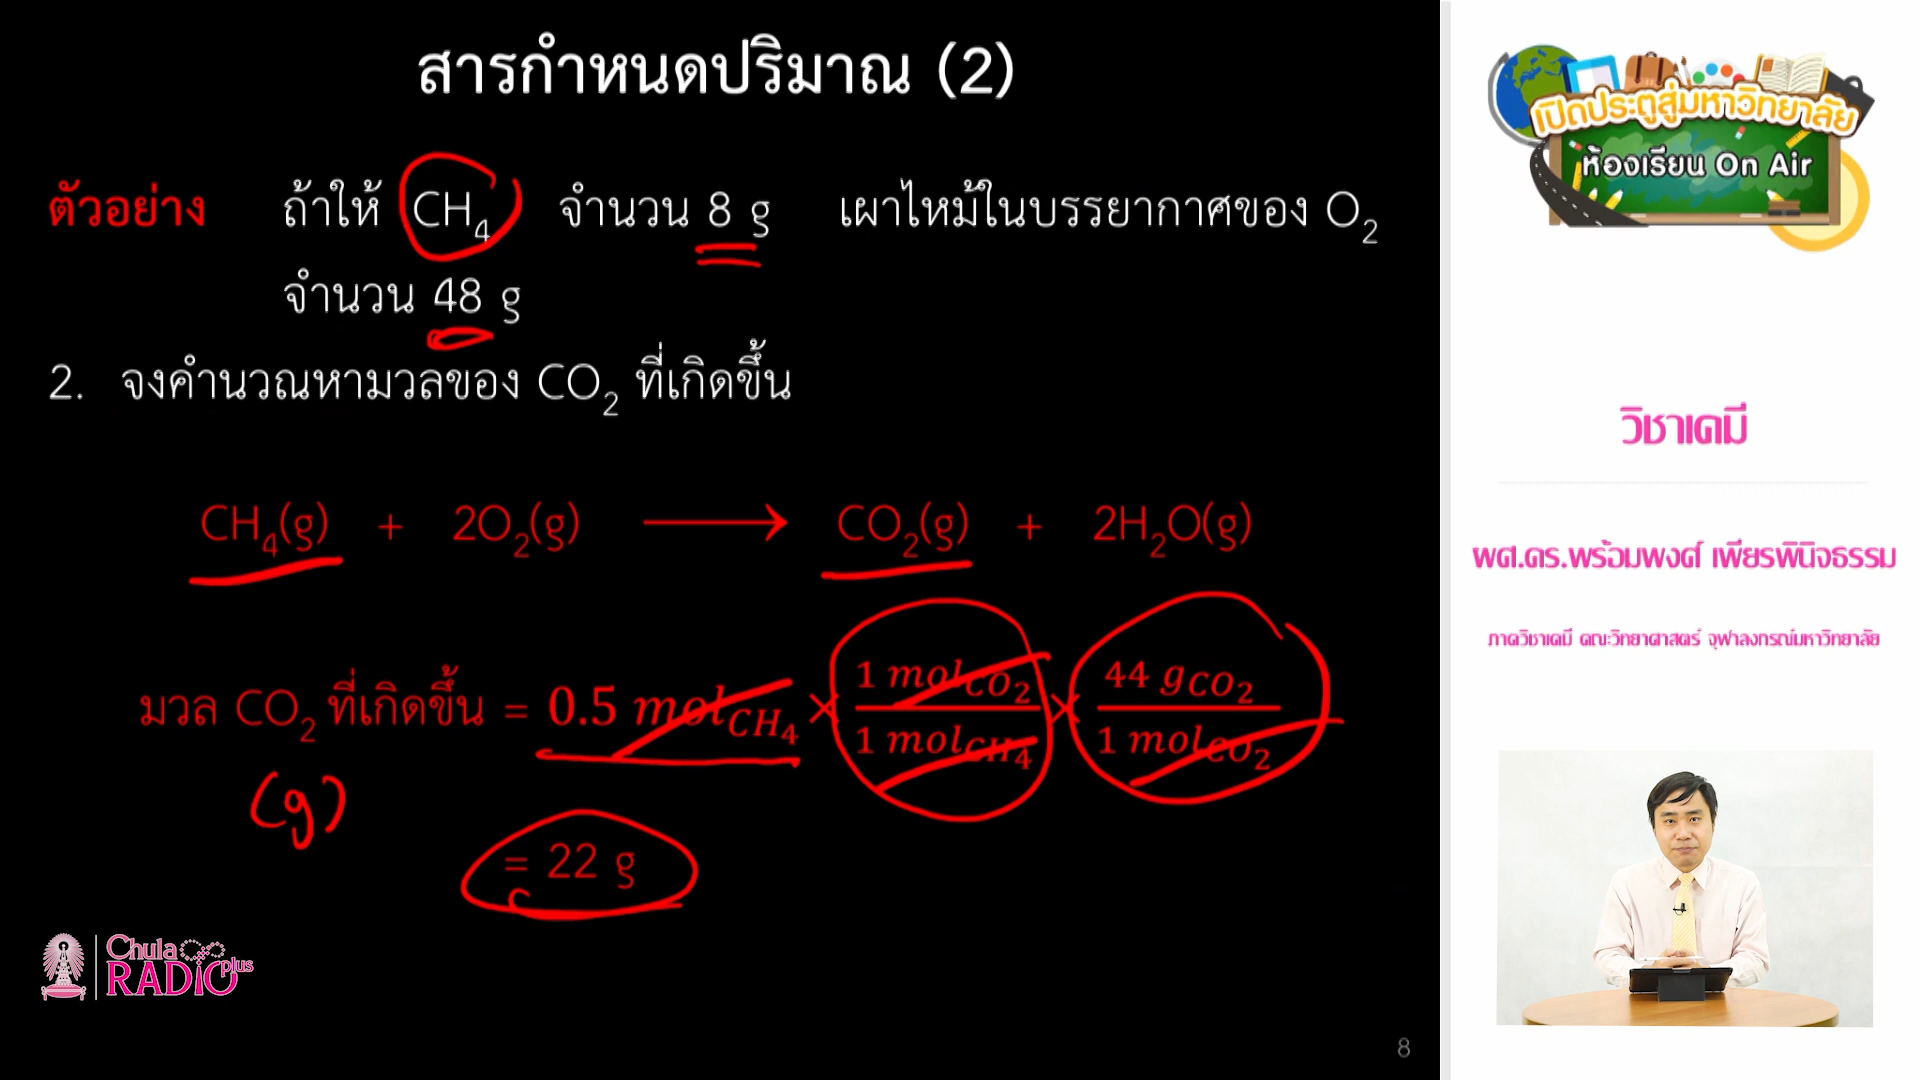 สารกำหนดปริมาณ (2)
ตัวอย่าง ถ้าให้ CH₄ จำนวน 8 g เผาไหม้ในบรรยากาศของ O₂
จำนวน 48 g
2. จงคำนวณหามวลของ CO₂ ที่เกิดขึ้น
CH₄(g) + 2O₂(g) ⟶ CO₂(g) + 2H₂O(g)
มวล CO₂ ที่เกิดขึ้น = 0.5 mol_CH₄ × (1 mol_CO₂)/(1 mol_CH₄) × (44 g_CO₂)/(1 mol_CO₂)
(g)
= 22 g
Chula
RADIO plus
8
เปิดประตูสู่มหาวิทยาลัย
ห้องเรียน On Air
วิชาเคมี
ผศ.ดร.พร้อมพงศ์ เพียรพินิจธรรม
ภาควิชาเคมี คณะวิทยาศาสตร์ จุฬาลงกรณ์มหาวิทยาลัย